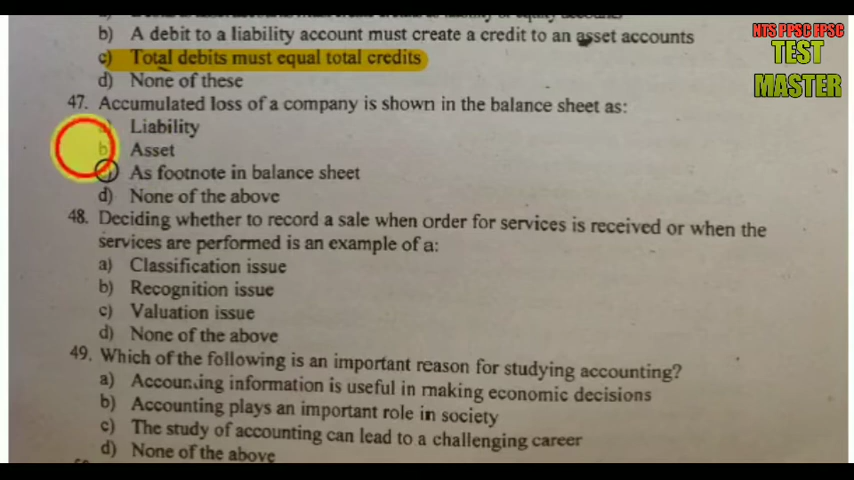 b) A debit to a liability account must create a credit to an asset accounts
c) Total debits must equal total credits
d) None of these
47. Accumulated loss of a company is shown in the balance sheet as:
a) Liability
b) Asset
c) As footnote in balance sheet
d) None of the above
48. Deciding whether to record a sale when order for services is received or when the
services are performed is an example of a:
a) Classification issue
b) Recognition issue
c) Valuation issue
d) None of the above
49. Which of the following is an important reason for studying accounting?
a) Accounting information is useful in making economic decisions
b) Accounting plays an important role in society
c) The study of accounting can lead to a challenging career
d) None of the above
NTS PPSC FPSC
TEST
MASTER